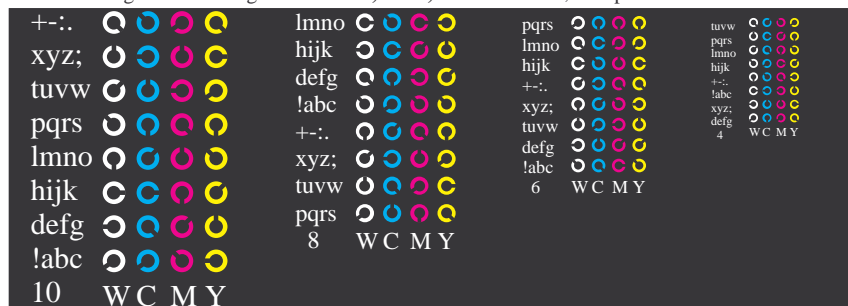 +-:.
xyz;
tuvw
pqrs
lmno
hijk
defg
!abc
10 W C M Y
lmno
hijk
defg
!abc
+-:.
xyz;
tuvw
pqrs
8 W C M Y
pqrs
lmno
hijk
+-:.
xyz;
tuvw
defg
!abc
6 W C M Y
tuvw
pqrs
lmno
hijk
+-:.
!abc
xyz;
defg
4 W C M Y